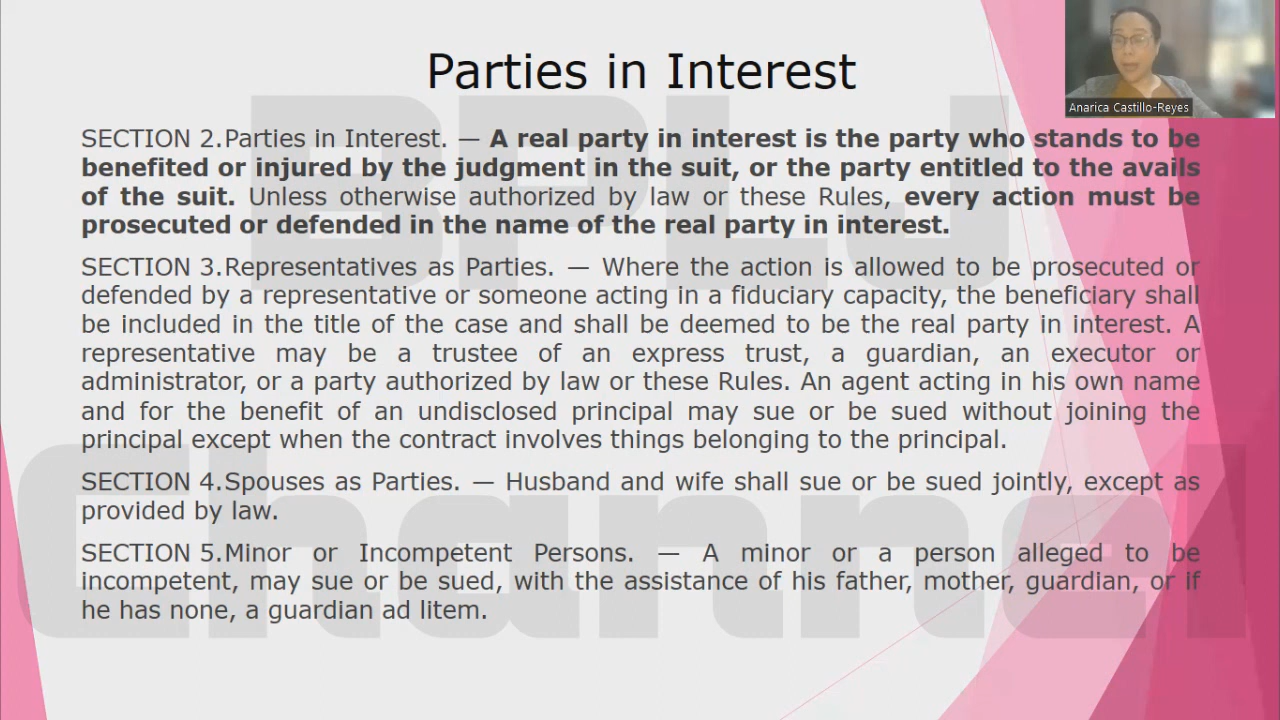 Parties in Interest
Anarica Castillo-Reyes
SECTION 2.Parties in Interest. — A real party in interest is the party who stands to be
benefited or injured by the judgment in the suit, or the party entitled to the avails
of the suit. Unless otherwise authorized by law or these Rules, every action must be
prosecuted or defended in the name of the real party in interest.
SECTION 3.Representatives as Parties. — Where the action is allowed to be prosecuted or
defended by a representative or someone acting in a fiduciary capacity, the beneficiary shall
be included in the title of the case and shall be deemed to be the real party in interest. A
representative may be a trustee of an express trust, a guardian, an executor or
administrator, or a party authorized by law or these Rules. An agent acting in his own name
and for the benefit of an undisclosed principal may sue or be sued without joining the
principal except when the contract involves things belonging to the principal.
SECTION 4.Spouses as Parties. — Husband and wife shall sue or be sued jointly, except as
provided by law.
SECTION 5.Minor or Incompetent Persons. — A minor or a person alleged to be
incompetent, may sue or be sued, with the assistance of his father, mother, guardian, or if
he has none, a guardian ad litem.
BPLJ
Channel